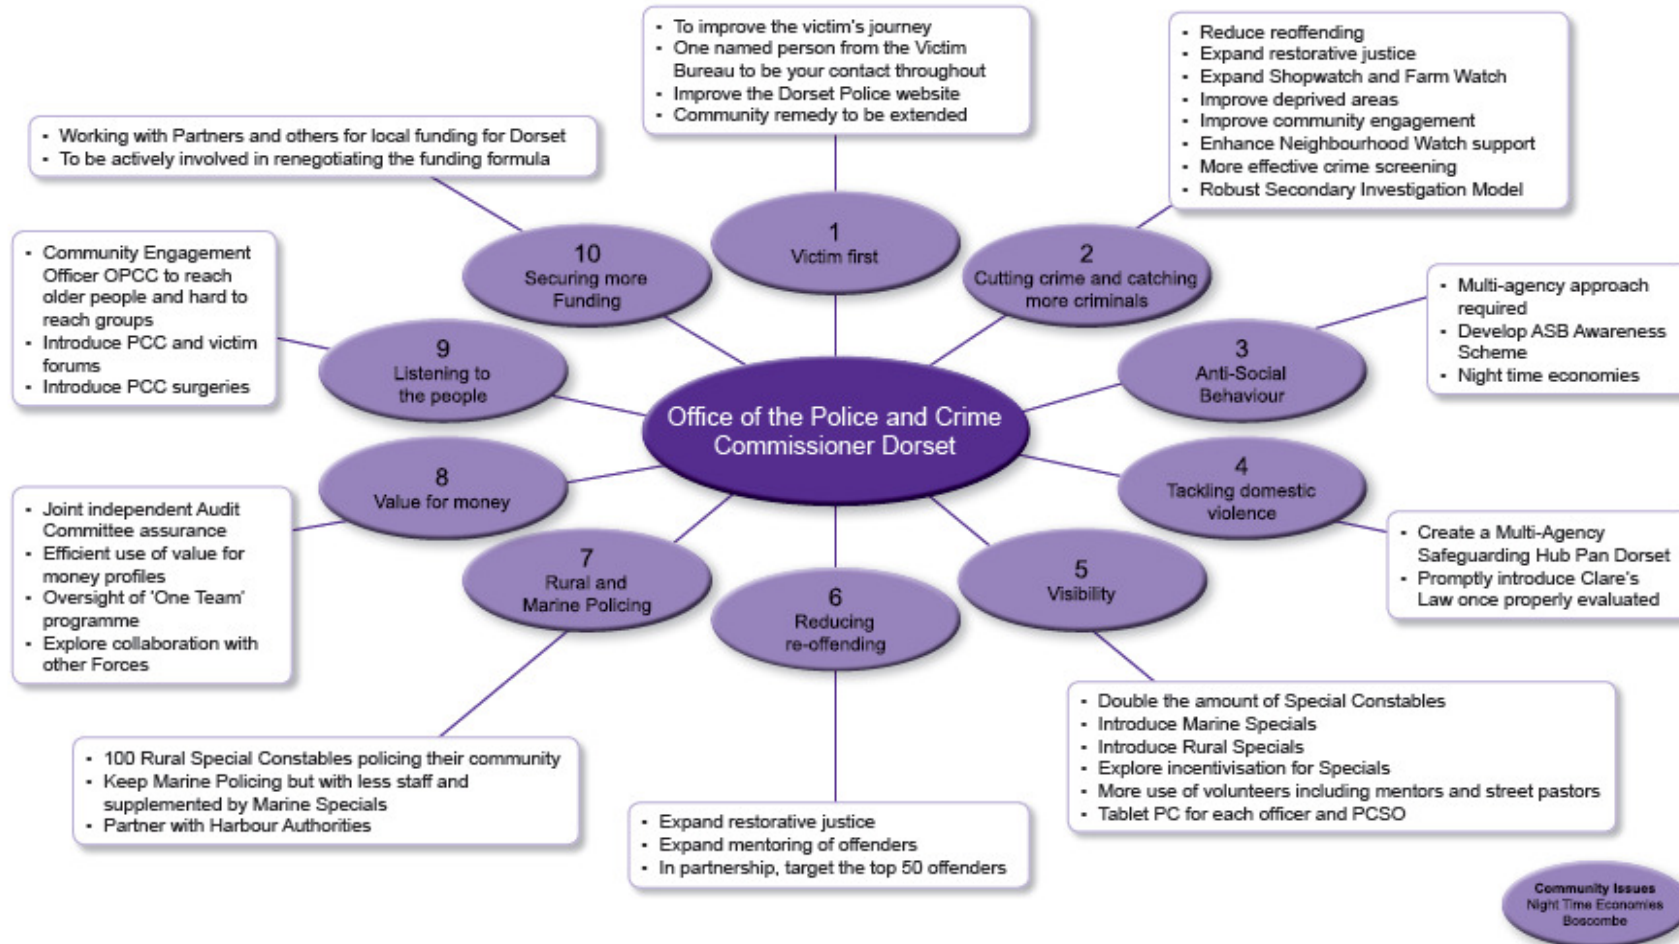 Office of the Police and Crime
Commissioner Dorset
1
Victim first
• To improve the victim's journey
• One named person from the Victim
Bureau to be your contact throughout
• Improve the Dorset Police website
• Community remedy to be extended
2
Cutting crime and catching
more criminals
• Reduce reoffending
• Expand restorative justice
• Expand Shopwatch and Farm Watch
• Improve deprived areas
• Improve community engagement
• Enhance Neighbourhood Watch support
• More effective crime screening
• Robust Secondary Investigation Model
3
Anti-Social
Behaviour
• Multi-agency approach
required
• Develop ASB Awareness
Scheme
• Night time economies
4
Tackling domestic
violence
• Create a Multi-Agency
Safeguarding Hub Pan Dorset
• Promptly introduce Clare's
Law once properly evaluated
5
Visibility
• Double the amount of Special Constables
• Introduce Marine Specials
• Introduce Rural Specials
• Explore incentivisation for Specials
• More use of volunteers including mentors and street pastors
• Tablet PC for each officer and PCSO
6
Reducing
re-offending
• Expand restorative justice
• Expand mentoring of offenders
• In partnership, target the top 50 offenders
7
Rural and
Marine Policing
• 100 Rural Special Constables policing their community
• Keep Marine Policing but with less staff and
supplemented by Marine Specials
• Partner with Harbour Authorities
8
Value for money
• Joint independent Audit
Committee assurance
• Efficient use of value for
money profiles
• Oversight of 'One Team'
programme
• Explore collaboration with
other Forces
9
Listening to
the people
• Community Engagement
Officer OPCC to reach
older people and hard to
reach groups
• Introduce PCC and victim
forums
• Introduce PCC surgeries
10
Securing more
Funding
• Working with Partners and others for local funding for Dorset
• To be actively involved in renegotiating the funding formula
Community Issues
Night Time Economies
Boscombe